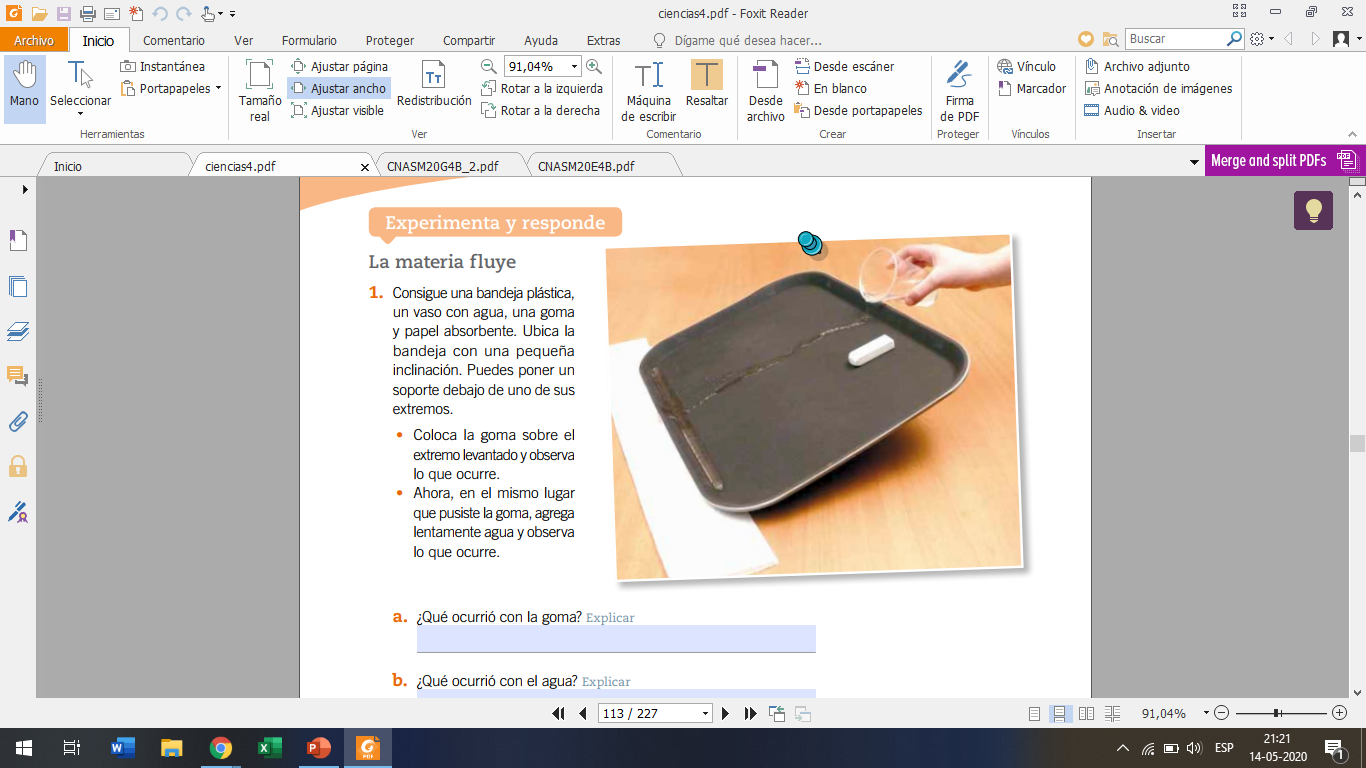 ciencias4.pdf - Foxit Reader
Archivo
Inicio
Comentario
Ver
Formulario
Proteger
Compartir
Ayuda
Extras
Dígame qué desea hacer...
Buscar
Mano
Seleccionar
Instantánea
Portapapeles
Herramientas
Tamaño
real
Ajustar página
Ajustar ancho
Ajustar visible
Redistribución
91,04%
Rotar a la izquierda
Rotar a la derecha
Ver
Máquina
de escribir
Resaltar
Comentario
Desde
archivo
Desde escáner
En blanco
Desde portapapeles
Crear
Firma
de PDF
Proteger
Vínculo
Marcador
Vínculos
Archivo adjunto
Anotación de imágenes
Audio & video
Insertar
Inicio
ciencias4.pdf
CNASM20G4B_2.pdf
CNASM20E4B.pdf
Merge and split PDFs
Experimenta y responde
La materia fluye
1. Consigue una bandeja plástica,
un vaso con agua, una goma
y papel absorbente. Ubica la
bandeja con una pequeña
inclinación. Puedes poner un
soporte debajo de uno de sus
extremos.
• Coloca la goma sobre el
extremo levantado y observa
lo que ocurre.
• Ahora, en el mismo lugar
que pusiste la goma, agrega
lentamente agua y observa
lo que ocurre.
a. ¿Qué ocurrió con la goma? Explicar
b. ¿Qué ocurrió con el agua? Explicar
113 / 227
91,04%
ESP
21:21
14-05-2020
1